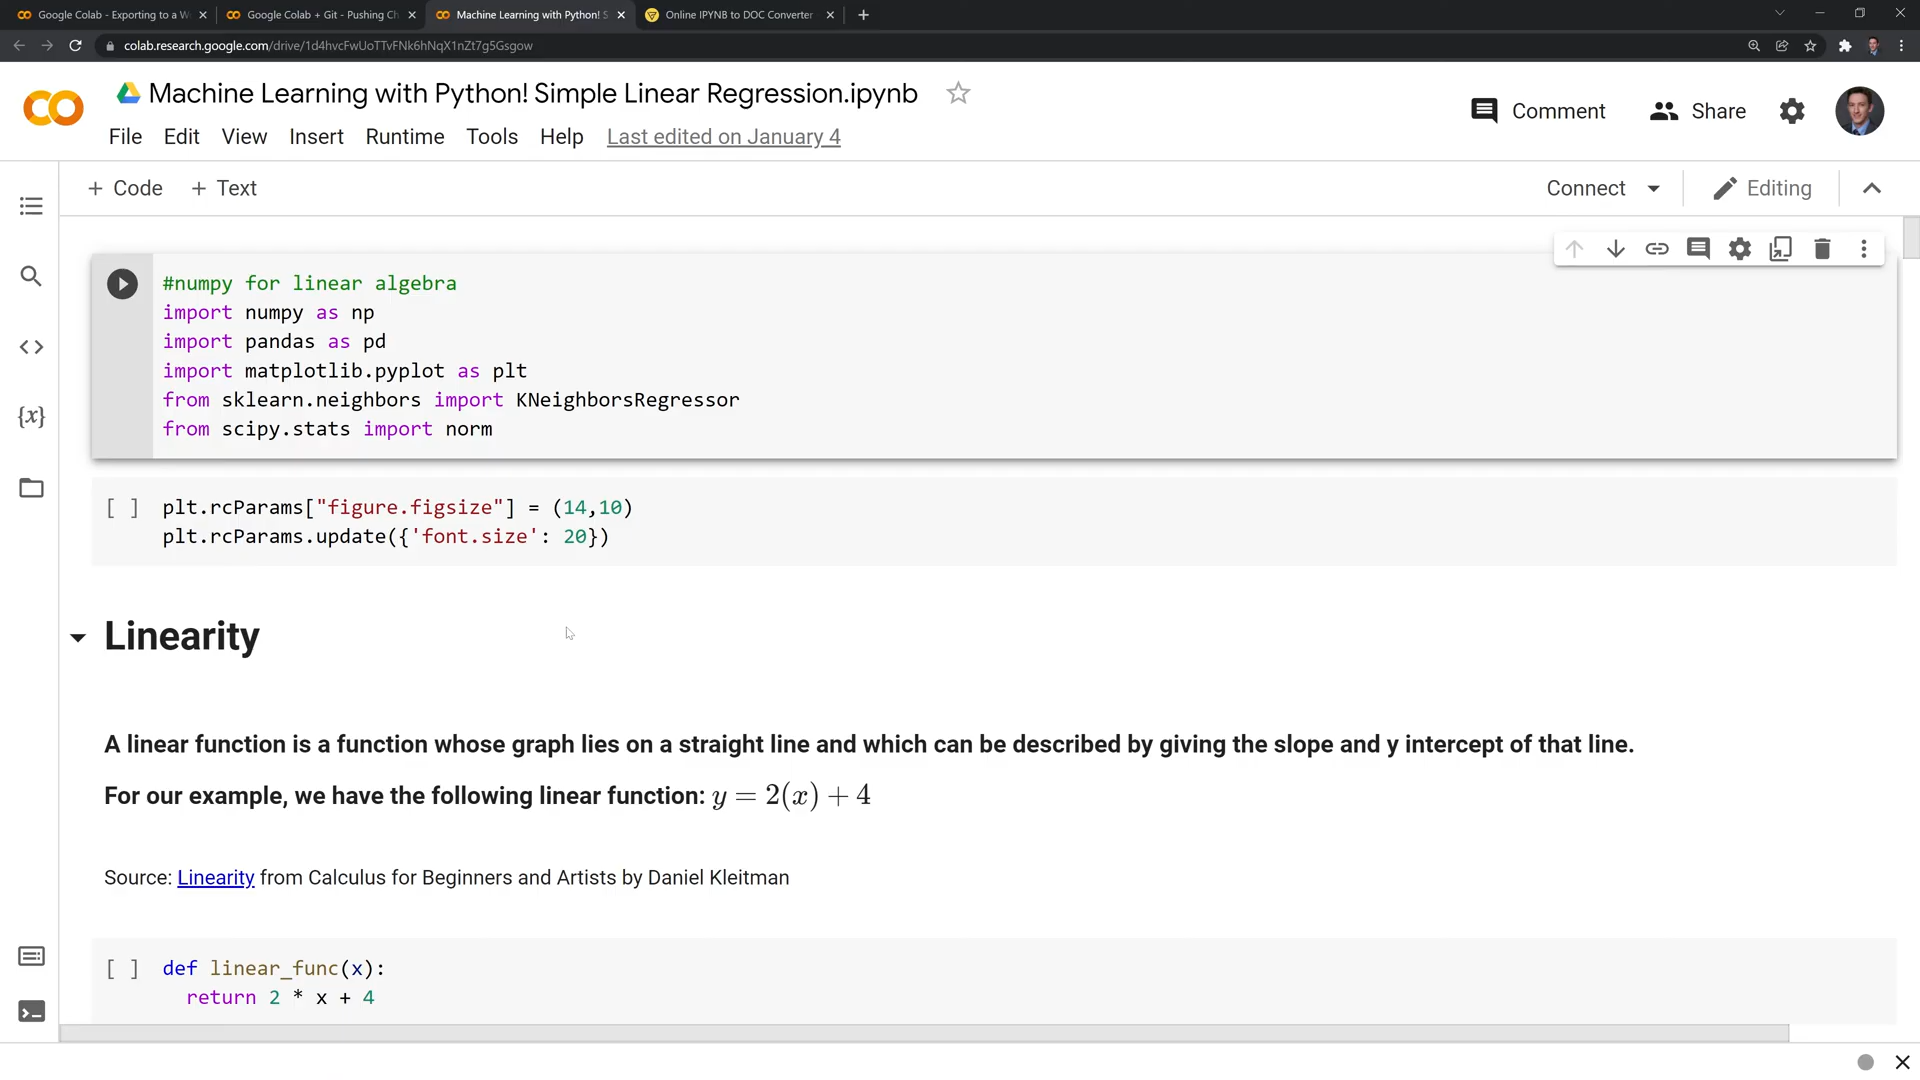 Google Colab - Exporting to a W
Google Colab + Git - Pushing Ch
Machine Learning with Python! S
Online IPYNB to DOC Converter
colab.research.google.com/drive/1d4hvcFwUoTTvFNk6hNqX1nZt7g5Gsgow
Machine Learning with Python! Simple Linear Regression.ipynb
Comment
Share
File Edit View Insert Runtime Tools Help Last edited on January 4
+ Code + Text
Connect
Editing
#numpy for linear algebra
import numpy as np
import pandas as pd
import matplotlib.pyplot as plt
from sklearn.neighbors import KNeighborsRegressor
from scipy.stats import norm
{x}
[ ] plt.rcParams["figure.figsize"] = (14,10)
plt.rcParams.update({'font.size': 20})
Linearity
A linear function is a function whose graph lies on a straight line and which can be described by giving the slope and y intercept of that line.
For our example, we have the following linear function: y = 2(x) + 4
Source: Linearity from Calculus for Beginners and Artists by Daniel Kleitman
[ ] def linear_func(x):
return 2 * x + 4